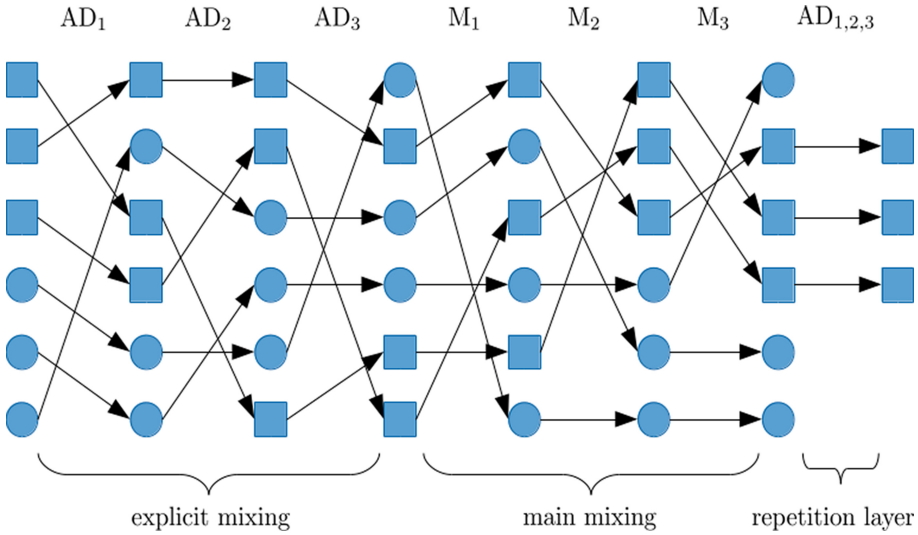 AD₁ AD₂ AD₃ M₁ M₂ M₃ AD₁,₂,₃
explicit mixing main mixing repetition layer